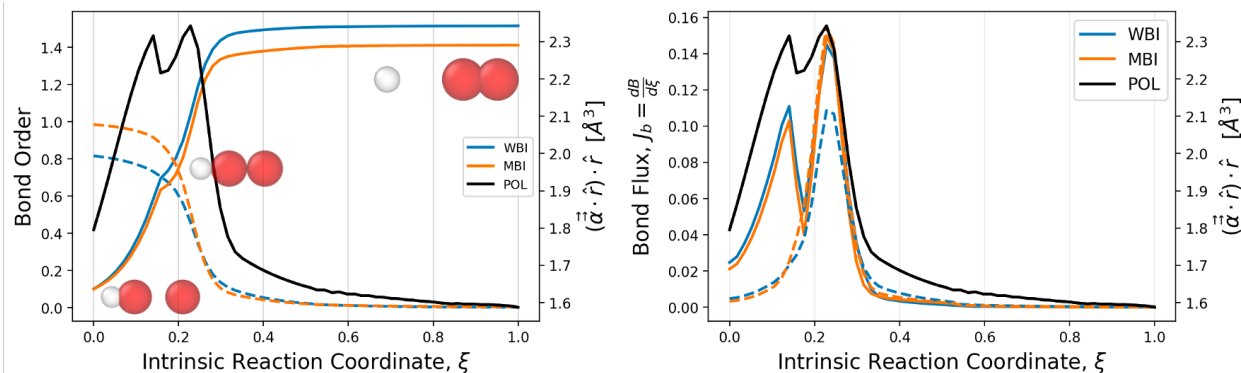 1.4
1.2
1.0
0.8
0.6
0.4
0.2
0.0
Bond Order
0.0 0.2 0.4 0.6 0.8 1.0
Intrinsic Reaction Coordinate, ξ
WBI
MBI
POL
2.3
2.2
2.1
2.0
1.9
1.8
1.7
1.6
(α⃡ · r̂) · r̂ [Å³]
0.16
0.14
0.12
0.10
0.08
0.06
0.04
0.02
0.00
Bond Flux, J_b = dB/dξ
0.0 0.2 0.4 0.6 0.8 1.0
Intrinsic Reaction Coordinate, ξ
WBI
MBI
POL
2.3
2.2
2.1
2.0
1.9
1.8
1.7
1.6
(α⃡ · r̂) · r̂ [Å³]